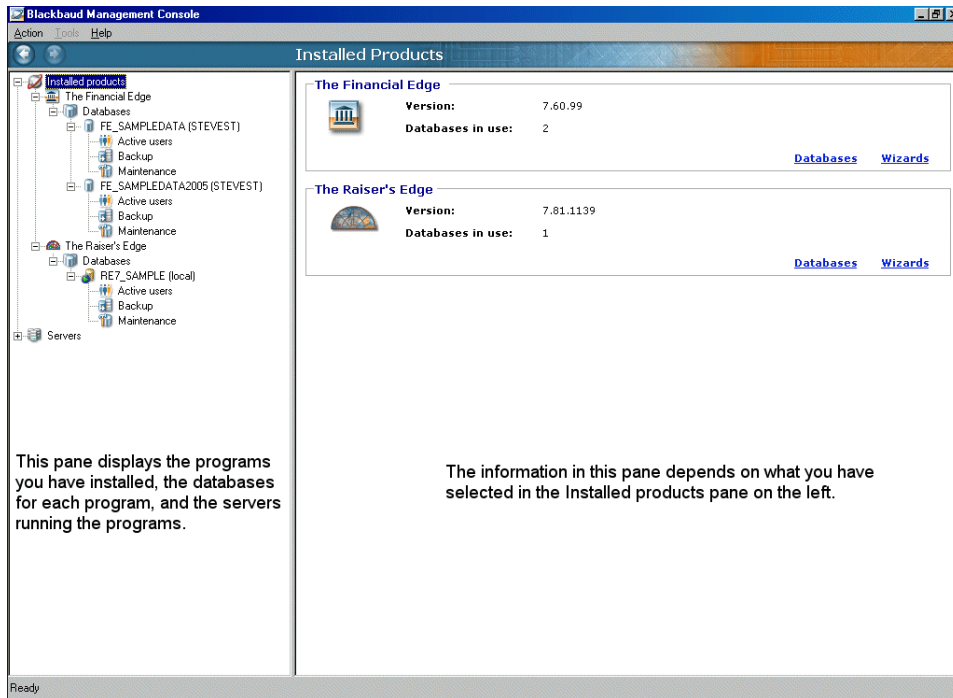 Blackbaud Management Console
Action Tools Help
Installed Products
Installed products
The Financial Edge
Databases
FE_SAMPLEDATA (STEVEST)
Active users
Backup
Maintenance
FE_SAMPLEDATA2005 (STEVEST)
Active users
Backup
Maintenance
The Raiser's Edge
Databases
RE7_SAMPLE (local)
Active users
Backup
Maintenance
Servers
This pane displays the programs
you have installed, the databases
for each program, and the servers
running the programs.
The Financial Edge
Version: 7.60.99
Databases in use: 2
Databases Wizards
The Raiser's Edge
Version: 7.81.1139
Databases in use: 1
Databases Wizards
The information in this pane depends on what you have
selected in the Installed products pane on the left.
Ready